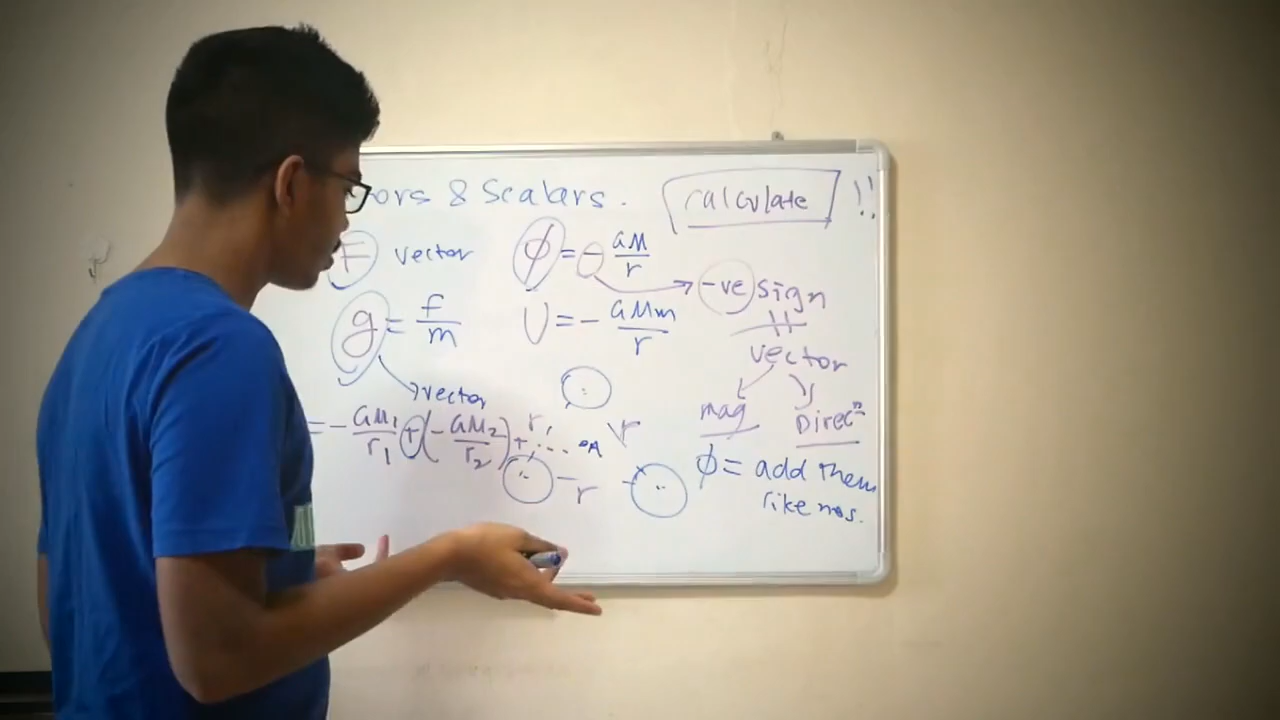 ors & Scalars. calculate !!
F vector
ϕ = - GM/r
-ve sign
g = F/m
U = - GMm/r
vector
vector
mag Direcⁿ
= - GM₁/r₁ + (- GM₂/r₂) + ....
r₁
r
A
r
ϕ = add them
like nos.